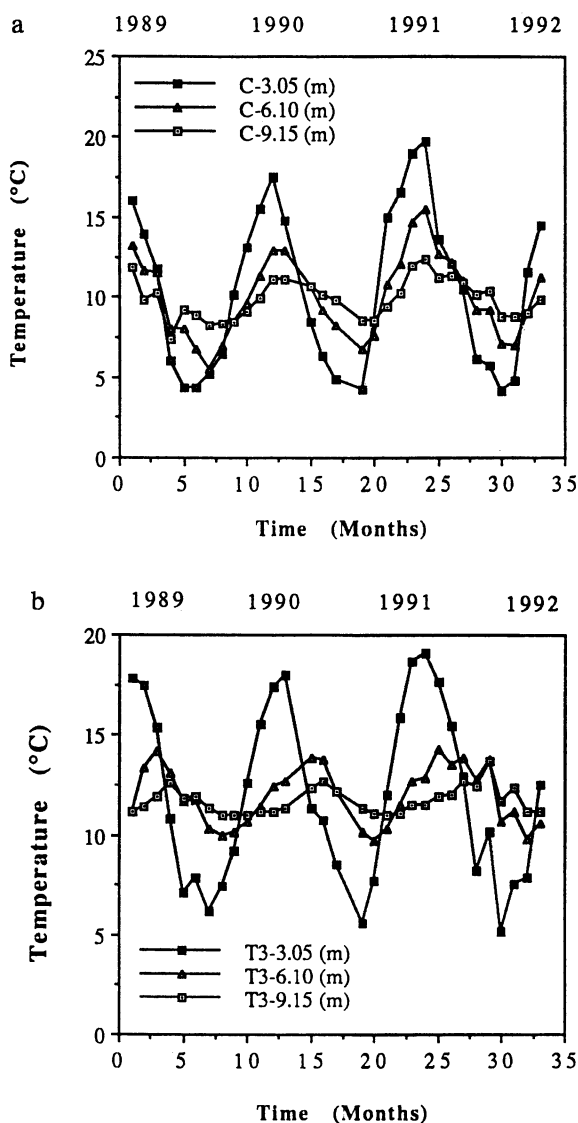 a
1989 1990 1991 1992
25
20
15
10
5
0
Temperature (°C)
C-3.05 (m)
C-6.10 (m)
C-9.15 (m)
0 5 10 15 20 25 30 35
Time (Months)
b
1989 1990 1991 1992
20
15
10
5
0
Temperature (°C)
T3-3.05 (m)
T3-6.10 (m)
T3-9.15 (m)
0 5 10 15 20 25 30 35
Time (Months)